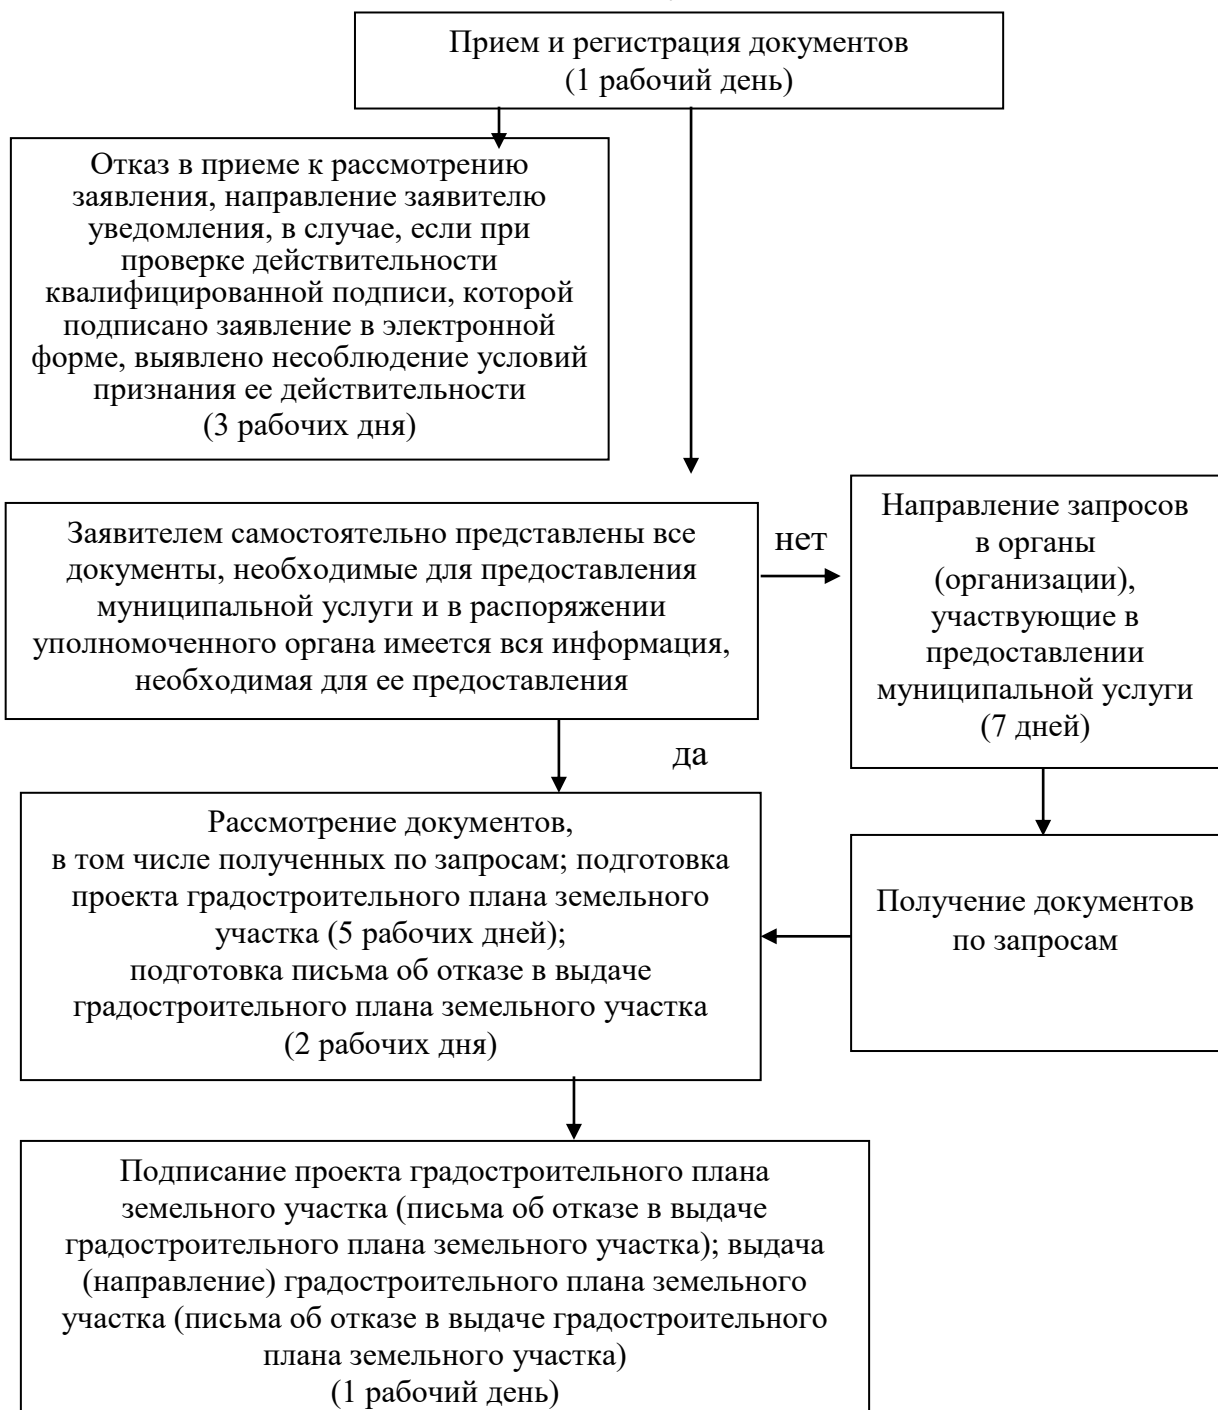 Прием и регистрация документов
(1 рабочий день)
Отказ в приеме к рассмотрению
заявления, направление заявителю
уведомления, в случае, если при
проверке действительности
квалифицированной подписи, которой
подписано заявление в электронной
форме, выявлено несоблюдение условий
признания ее действительности
(3 рабочих дня)
Заявителем самостоятельно представлены все
документы, необходимые для предоставления
муниципальной услуги и в распоряжении
уполномоченного органа имеется вся информация,
необходимая для ее предоставления
нет
Направление запросов
в органы
(организации),
участвующие в
предоставлении
муниципальной услуги
(7 дней)
да
Рассмотрение документов,
в том числе полученных по запросам; подготовка
проекта градостроительного плана земельного
участка (5 рабочих дней);
подготовка письма об отказе в выдаче
градостроительного плана земельного участка
(2 рабочих дня)
Получение документов
по запросам
Подписание проекта градостроительного плана
земельного участка (письма об отказе в выдаче
градостроительного плана земельного участка); выдача
(направление) градостроительного плана земельного
участка (письма об отказе в выдаче градостроительного
плана земельного участка)
(1 рабочий день)